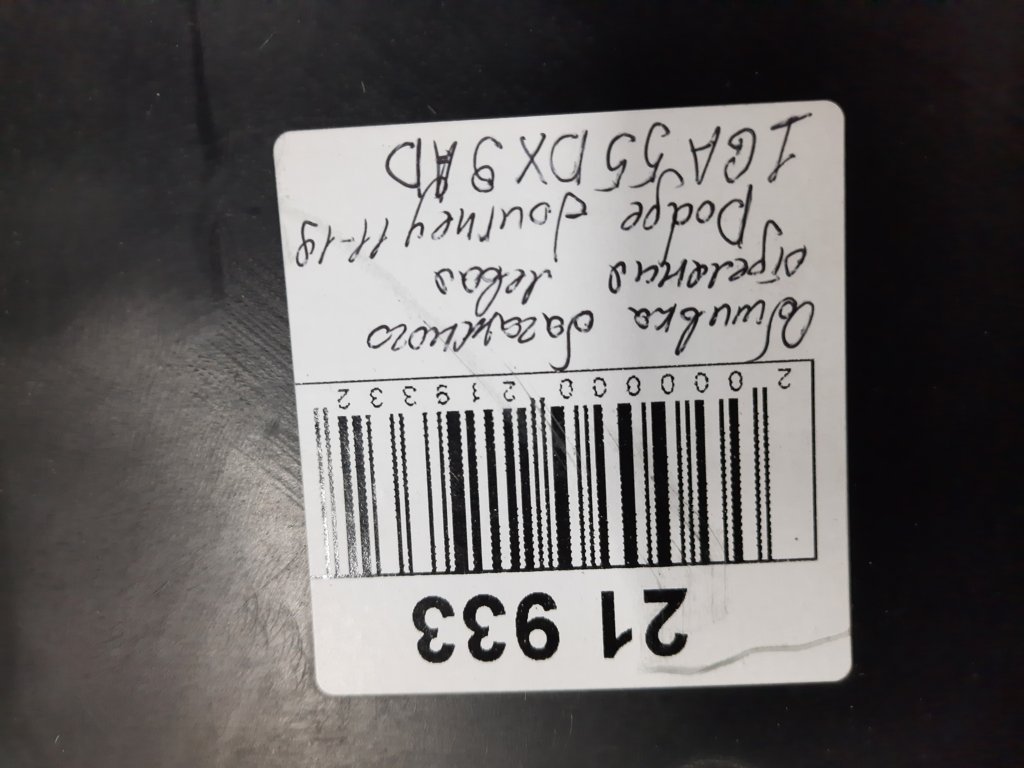 21 933
2 000000 219332
Обшивка багажного
отделения левая
Dodge Journey 11-19
1GA55DX9AD